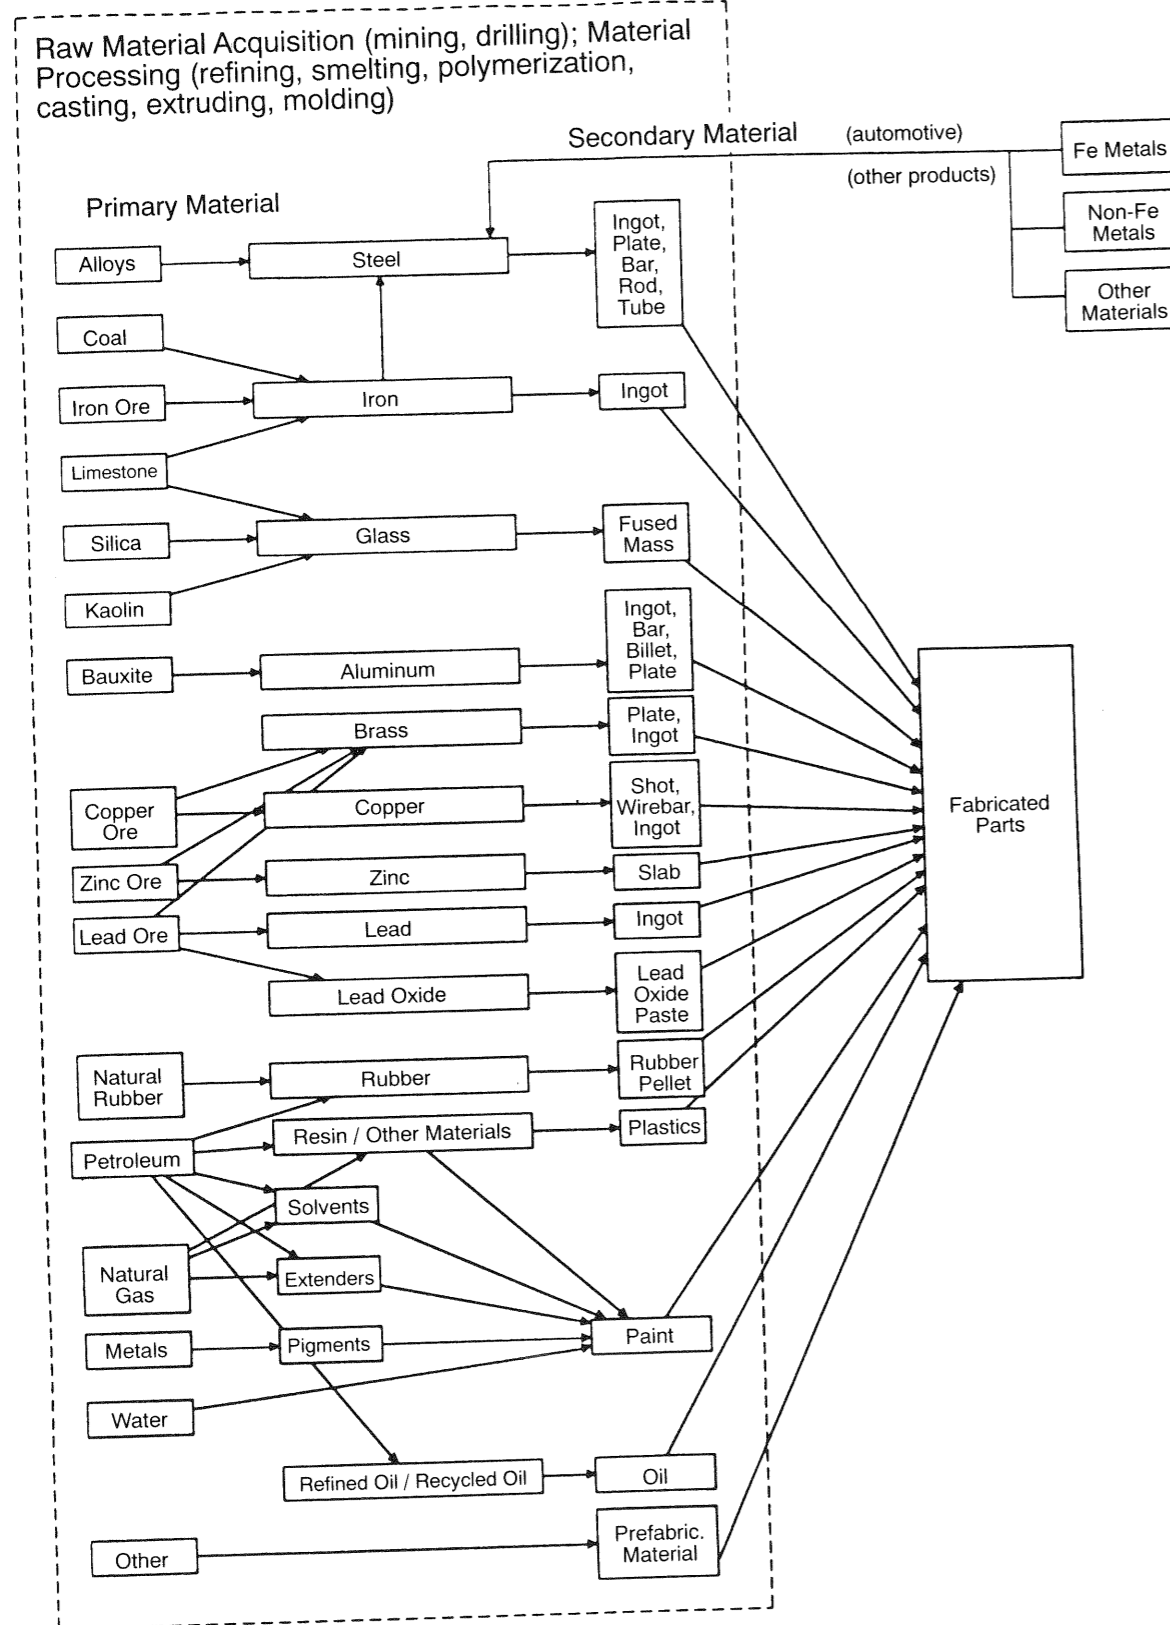 Raw Material Acquisition (mining, drilling); Material
Processing (refining, smelting, polymerization,
casting, extruding, molding)
Secondary Material
(automotive)
(other products)
Fe Metals
Non-Fe
Metals
Other
Materials
Primary Material
Alloys
Steel
Ingot,
Plate,
Bar,
Rod,
Tube
Coal
Iron Ore
Iron
Ingot
Limestone
Silica
Glass
Fused
Mass
Kaolin
Bauxite
Aluminum
Ingot,
Bar,
Billet,
Plate
Brass
Plate,
Ingot
Copper
Ore
Copper
Shot,
Wirebar,
Ingot
Fabricated
Parts
Zinc Ore
Zinc
Slab
Lead Ore
Lead
Ingot
Lead Oxide
Lead
Oxide
Paste
Natural
Rubber
Rubber
Rubber
Pellet
Petroleum
Resin / Other Materials
Plastics
Solvents
Natural
Gas
Extenders
Metals
Pigments
Paint
Water
Refined Oil / Recycled Oil
Oil
Other
Prefabric.
Material